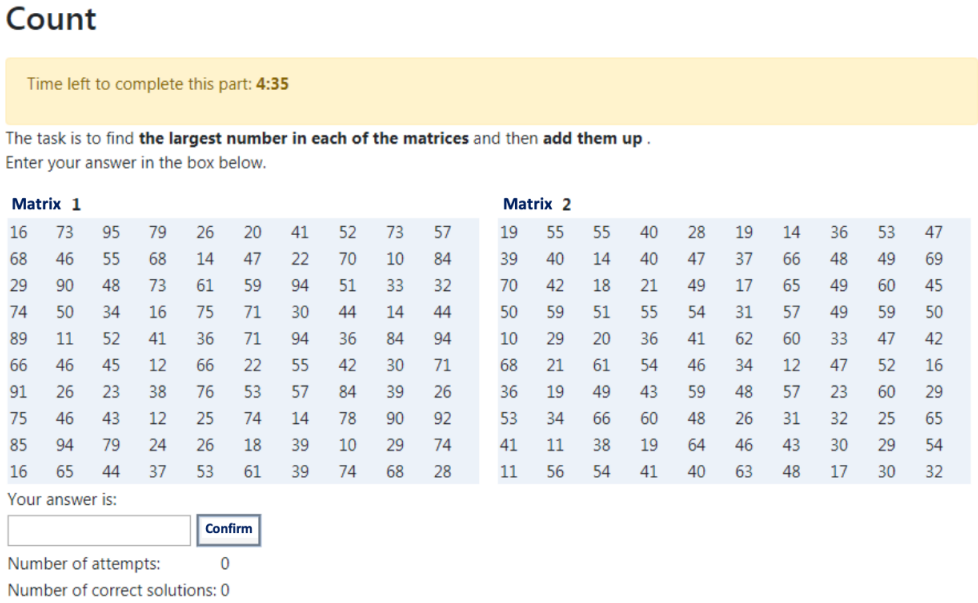 Count
Time left to complete this part: 4:35
The task is to find the largest number in each of the matrices and then add them up .
Enter your answer in the box below.
Matrix 1
16 73 95 79 26 20 41 52 73 57
68 46 55 68 14 47 22 70 10 84
29 90 48 73 61 59 94 51 33 32
74 50 34 16 75 71 30 44 14 44
89 11 52 41 36 71 94 36 84 94
66 46 45 12 66 22 55 42 30 71
91 26 23 38 76 53 57 84 39 26
75 46 43 12 25 74 14 78 90 92
85 94 79 24 26 18 39 10 29 74
16 65 44 37 53 61 39 74 68 28
Matrix 2
19 55 55 40 28 19 14 36 53 47
39 40 14 40 47 37 66 48 49 69
70 42 18 21 49 17 65 49 60 45
50 59 51 55 54 31 57 49 59 50
10 29 20 36 41 62 60 33 47 42
68 21 61 54 46 34 12 47 52 16
36 19 49 43 59 48 57 23 60 29
53 34 66 60 48 26 31 32 25 65
41 11 38 19 64 46 43 30 29 54
11 56 54 41 40 63 48 17 30 32
Your answer is:
Confirm
Number of attempts: 0
Number of correct solutions: 0